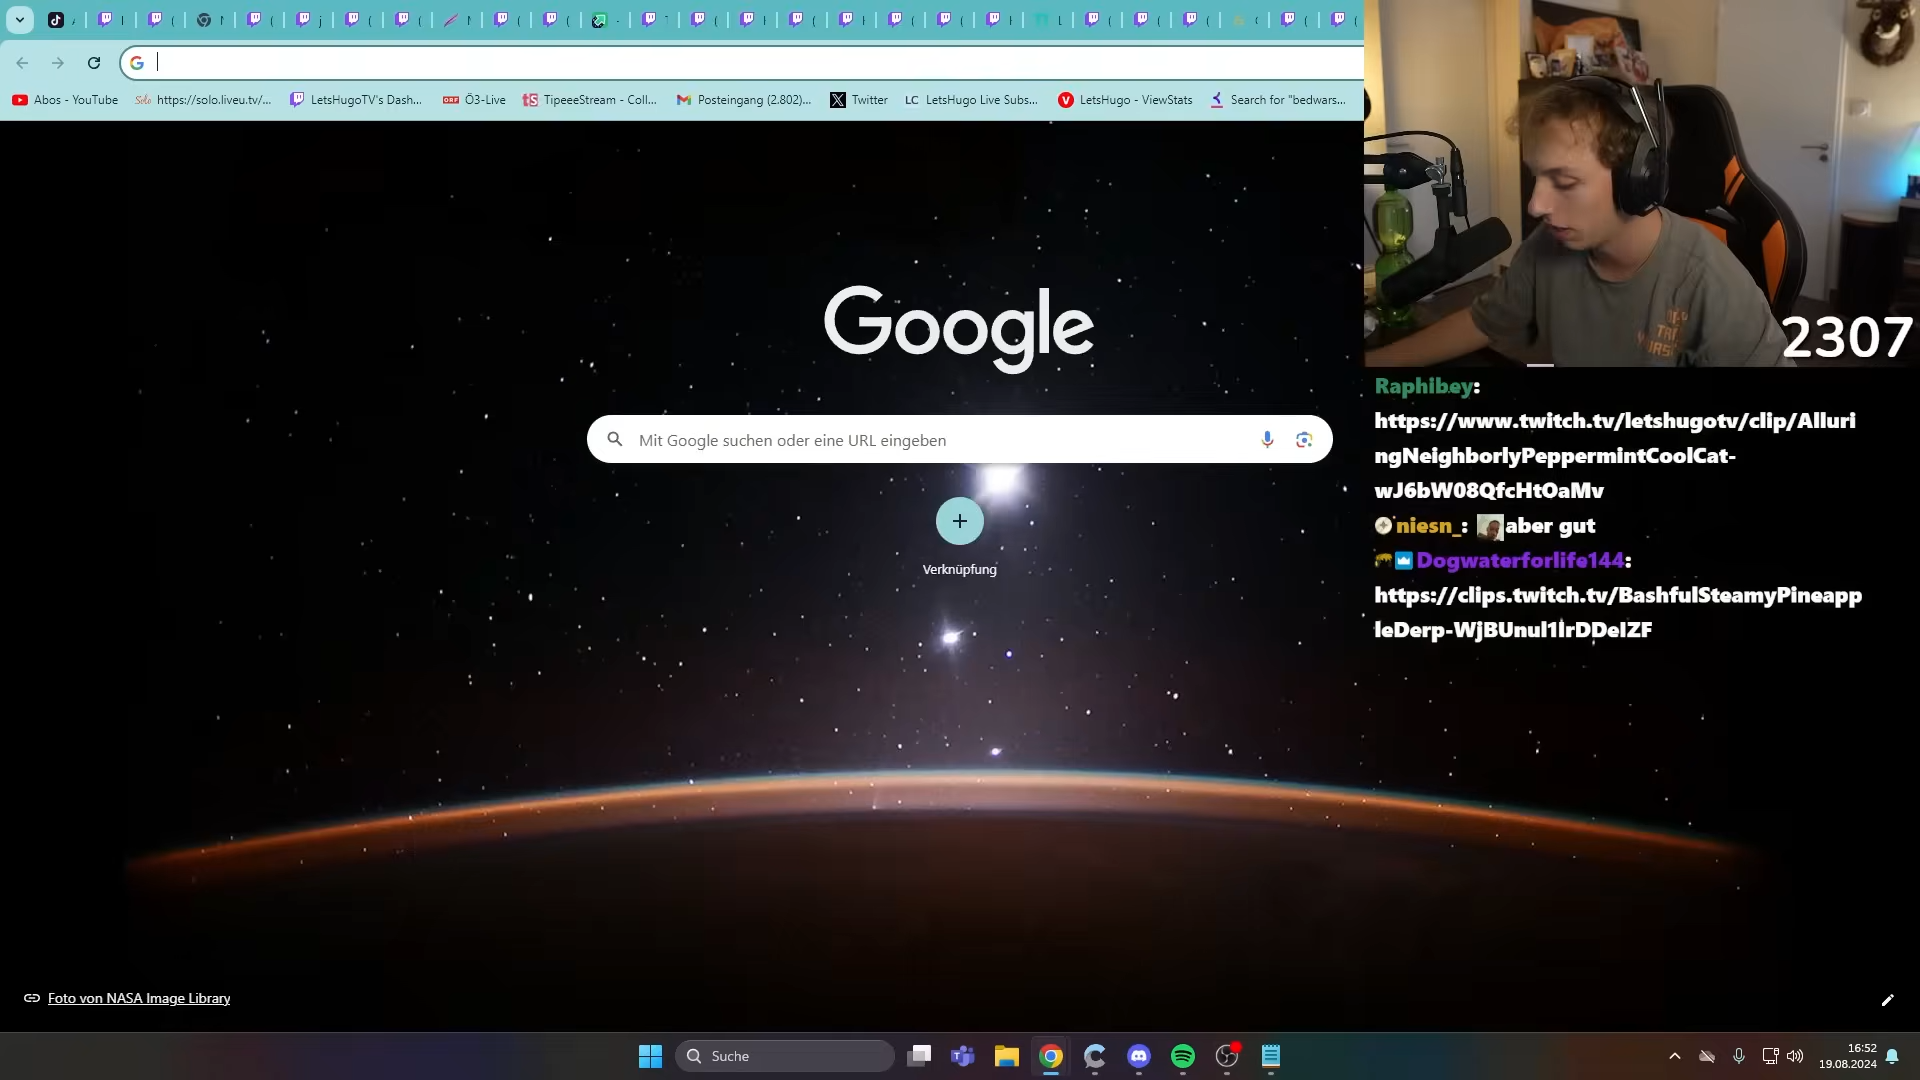 Abos - YouTube
https://solo.liveu.tv/...
LetsHugoTV's Dash...
Ö3-Live
TipeeeStream - Coll...
Posteingang (2.802)...
Twitter
LetsHugo Live Subs...
LetsHugo - ViewStats
Search for "bedwars...
Google
Mit Google suchen oder eine URL eingeben
Verknüpfung
2307
Raphibey:
https://www.twitch.tv/letshugotv/clip/Alluri
ngNeighborlyPeppermintCoolCat-
wJ6bW08QfcHtOaMv
niesn_: aber gut
Dogwaterforlife144:
https://clips.twitch.tv/BashfulSteamyPineapp
leDerp-WjBUnul1lrDDelZF
Foto von NASA Image Library
Suche
16:52
19.08.2024